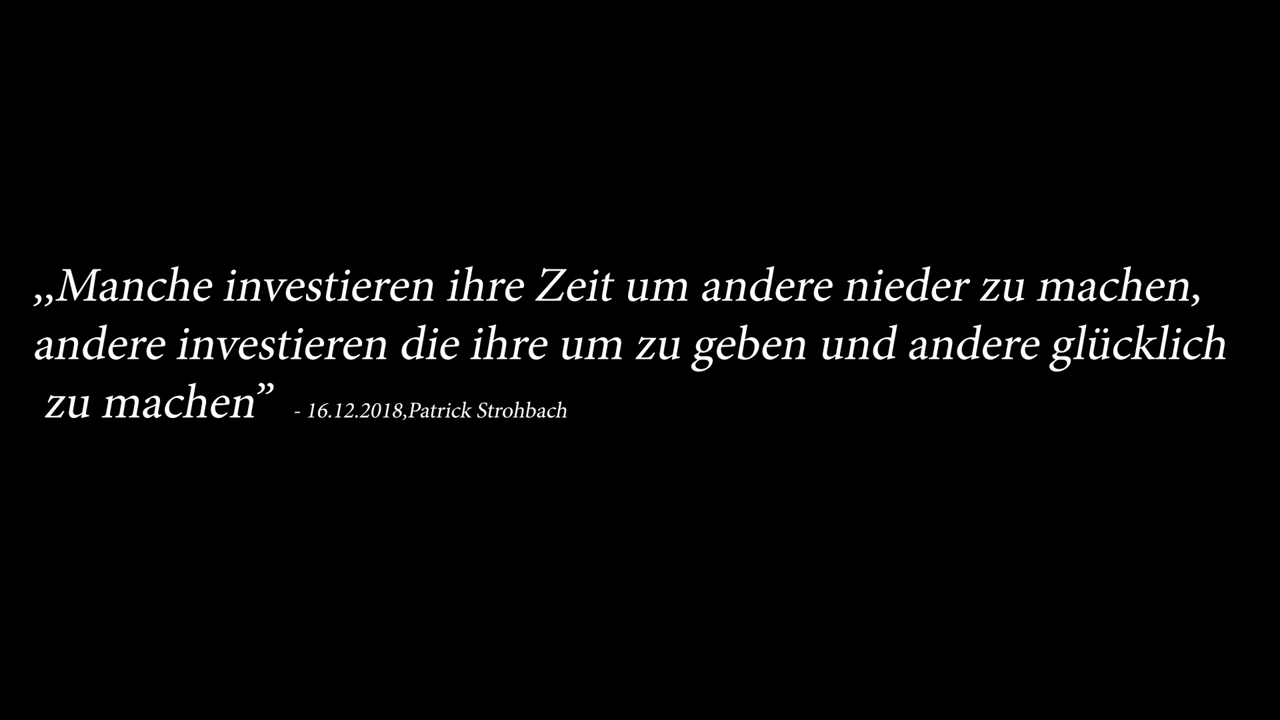 ,,Manche investieren ihre Zeit um andere nieder zu machen,
andere investieren die ihre um zu geben und andere glücklich
zu machen” - 16.12.2018,Patrick Strohbach